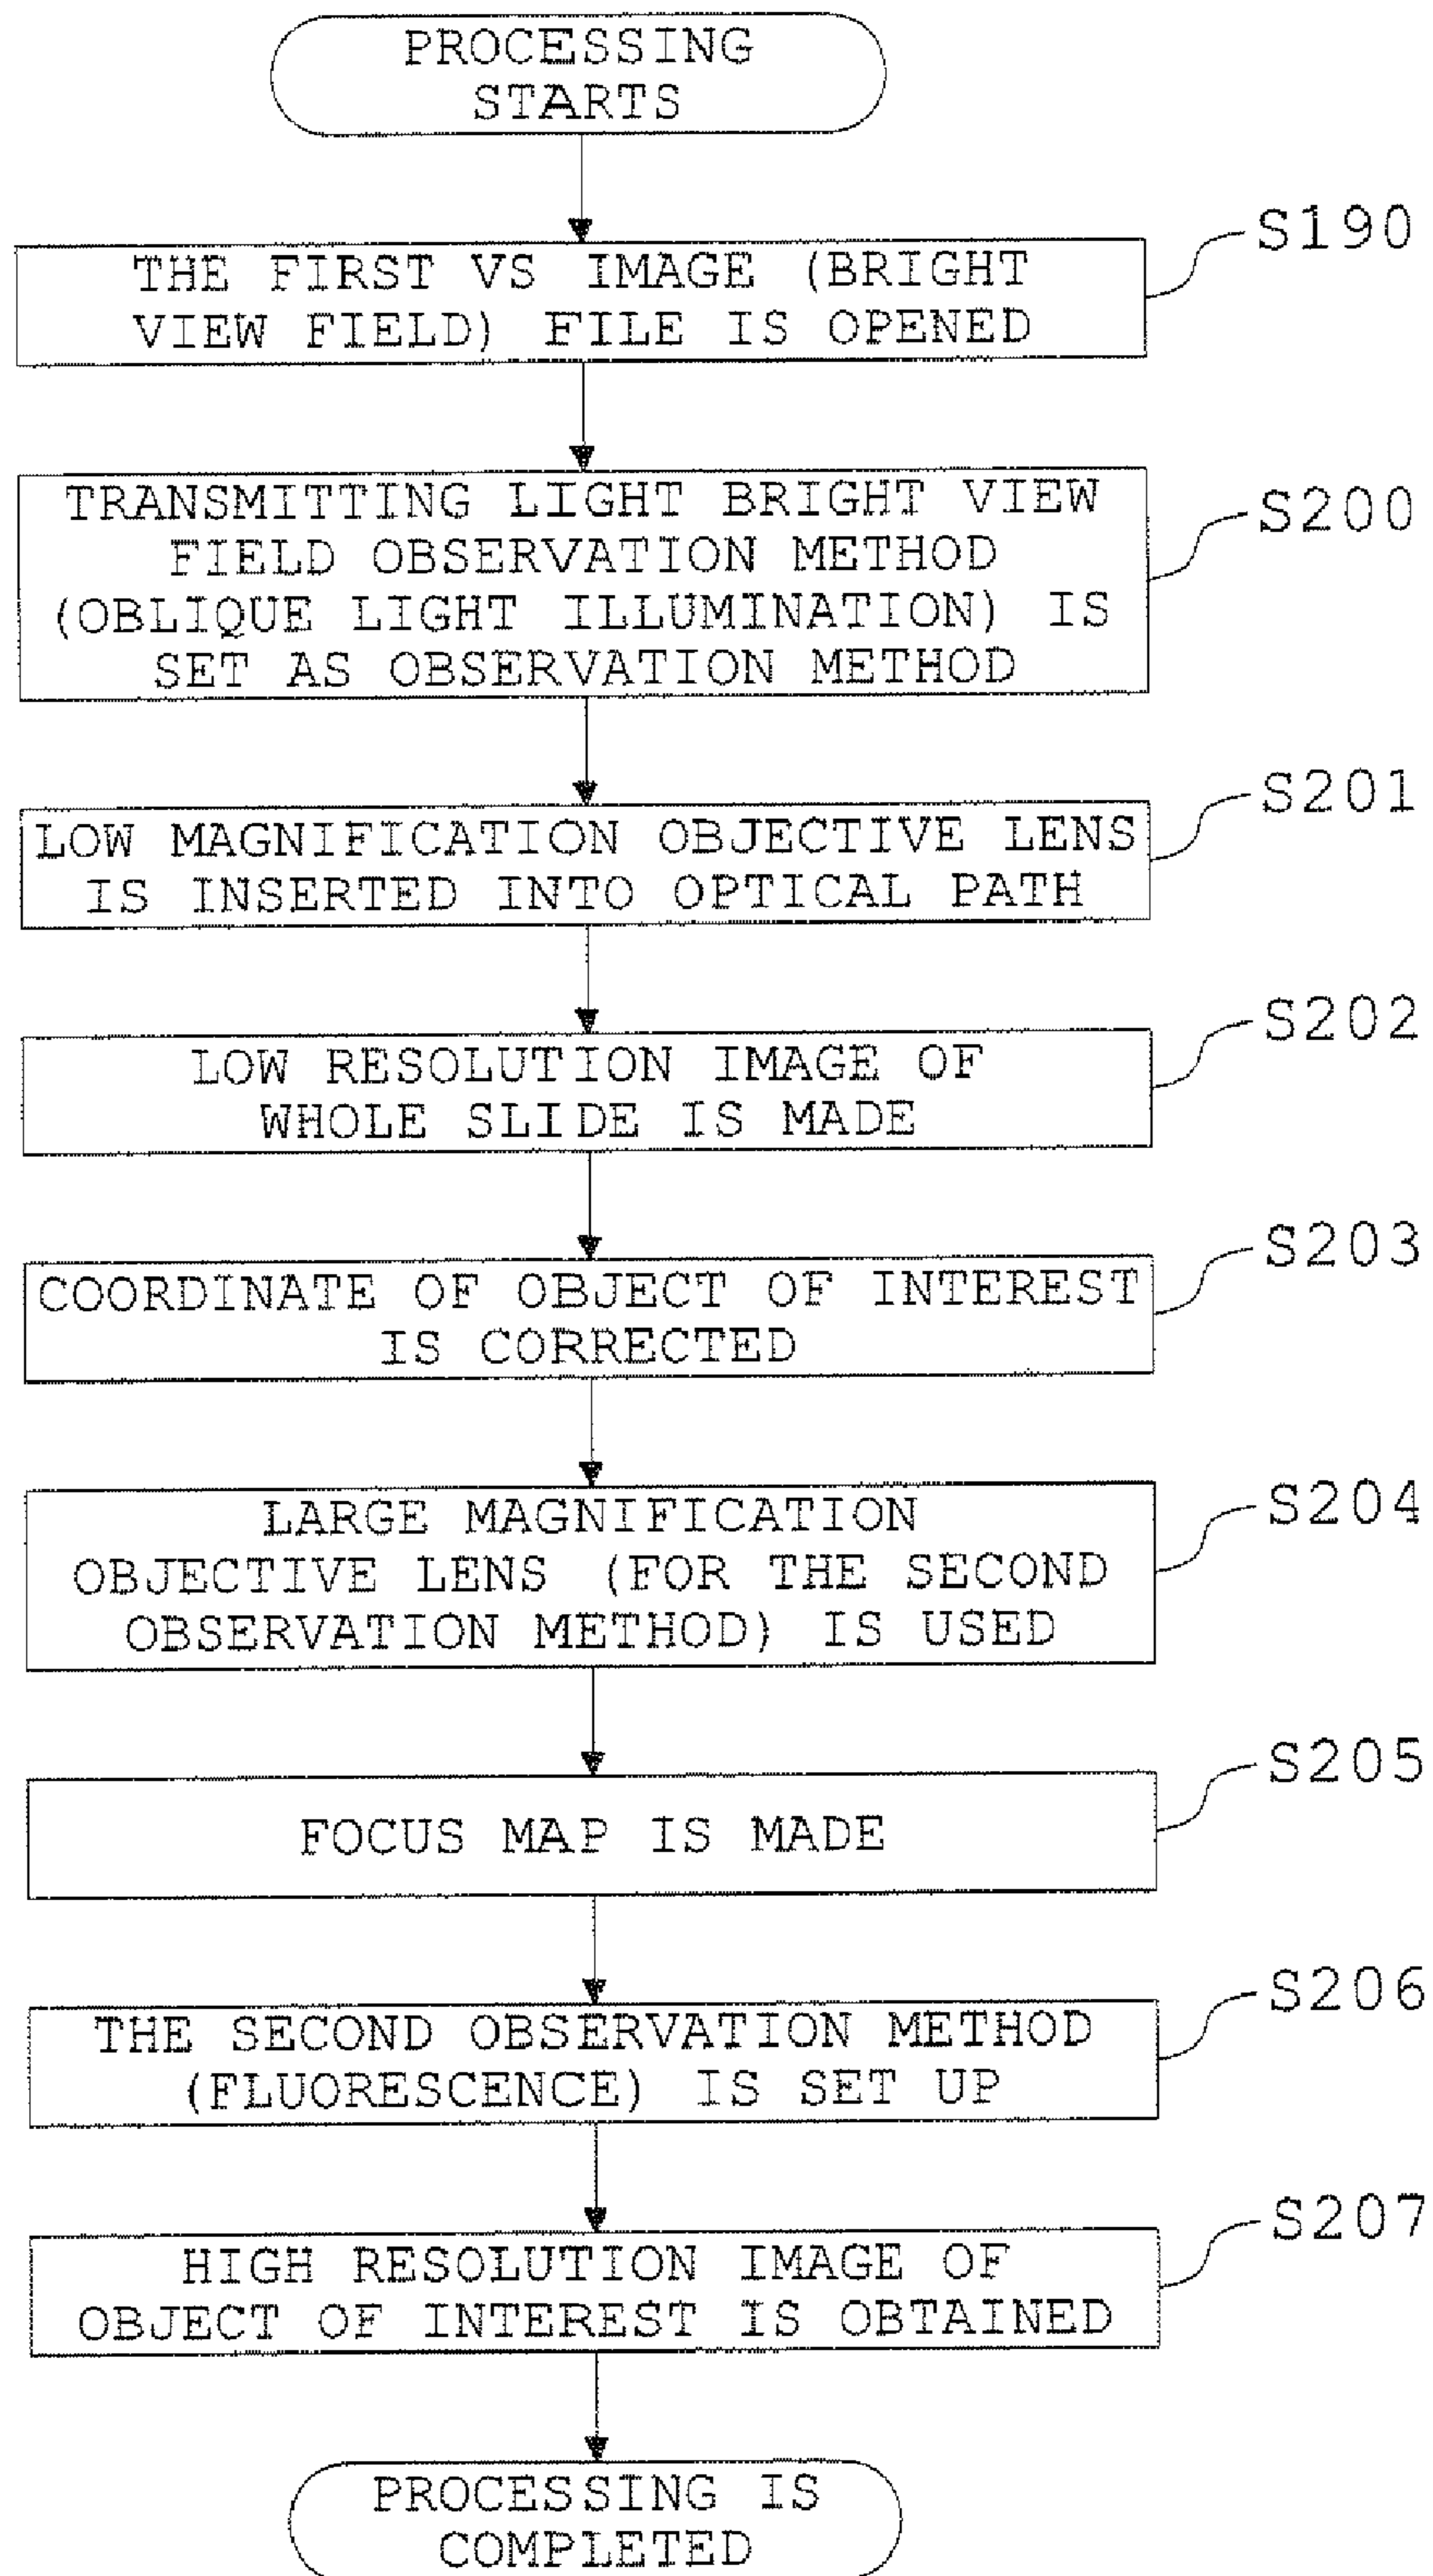 PROCESSING
STARTS
S190
THE FIRST VS IMAGE (BRIGHT
VIEW FIELD) FILE IS OPENED
S200
TRANSMITTING LIGHT BRIGHT VIEW
FIELD OBSERVATION METHOD
(OBLIQUE LIGHT ILLUMINATION) IS
SET AS OBSERVATION METHOD
S201
LOW MAGNIFICATION OBJECTIVE LENS
IS INSERTED INTO OPTICAL PATH
S202
LOW RESOLUTION IMAGE OF
WHOLE SLIDE IS MADE
S203
COORDINATE OF OBJECT OF INTEREST
IS CORRECTED
S204
LARGE MAGNIFICATION
OBJECTIVE LENS (FOR THE SECOND
OBSERVATION METHOD) IS USED
S205
FOCUS MAP IS MADE
S206
THE SECOND OBSERVATION METHOD
(FLUORESCENCE) IS SET UP
S207
HIGH RESOLUTION IMAGE OF
OBJECT OF INTEREST IS OBTAINED
PROCESSING IS
COMPLETED